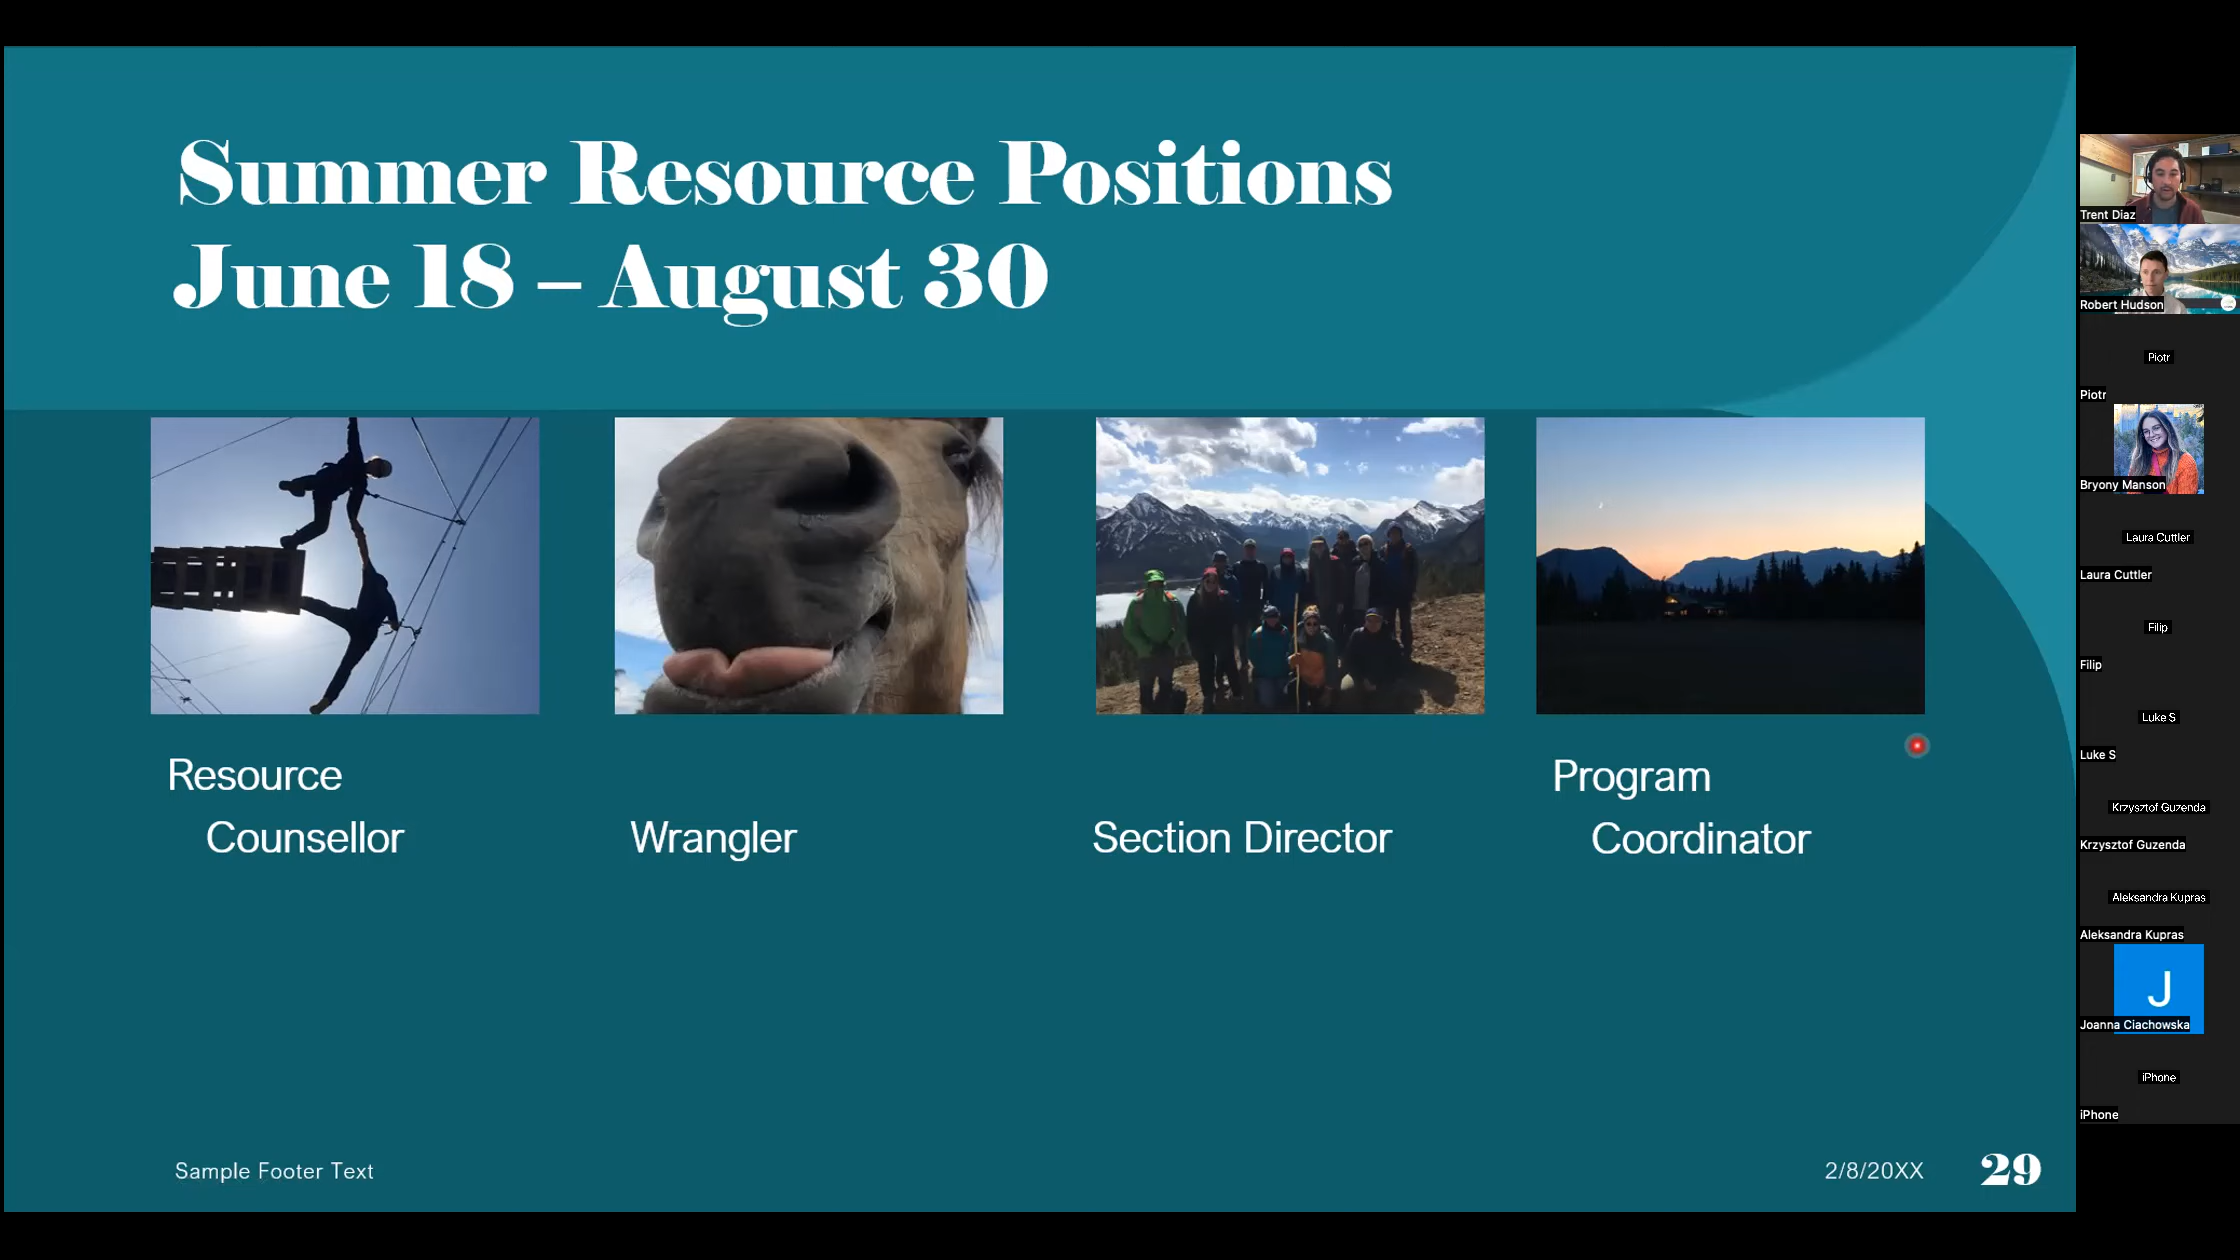 Summer Resource Positions
June 18 – August 30
Resource
Counsellor
Wrangler
Section Director
Program
Coordinator
Sample Footer Text
2/8/20XX
29
Trent Diaz
Robert Hudson
Piotr
Piotr
Bryony Manson
Laura Cuttler
Laura Cuttler
Filip
Filip
Luke S
Luke S
Krzysztof Guzenda
Krzysztof Guzenda
Aleksandra Kupras
Aleksandra Kupras
J
Joanna Ciachowska
iPhone
iPhone